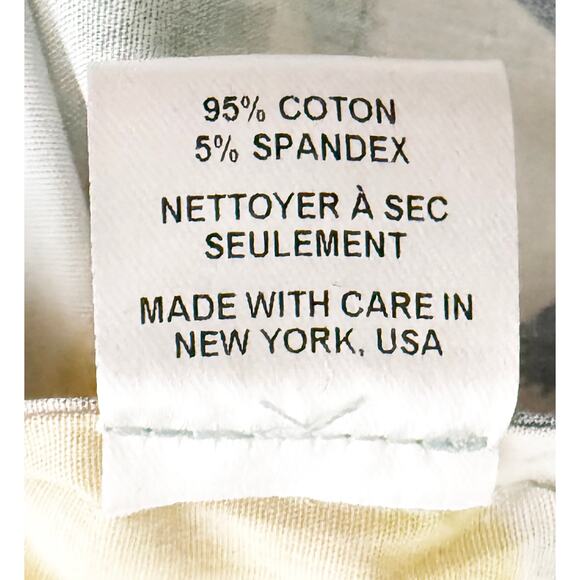 95% COTON
5% SPANDEX
NETTOYER À SEC
SEULEMENT
MADE WITH CARE IN
NEW YORK, USA